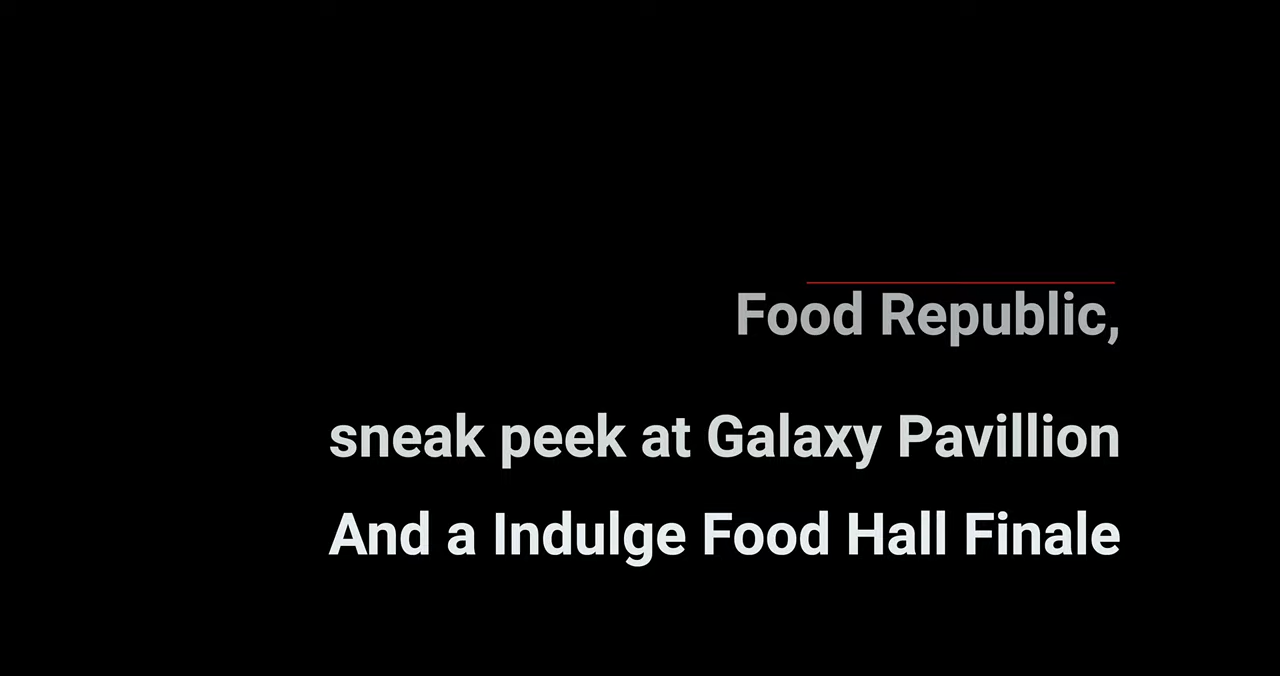 Food Republic,
sneak peek at Galaxy Pavillion
And a Indulge Food Hall Finale